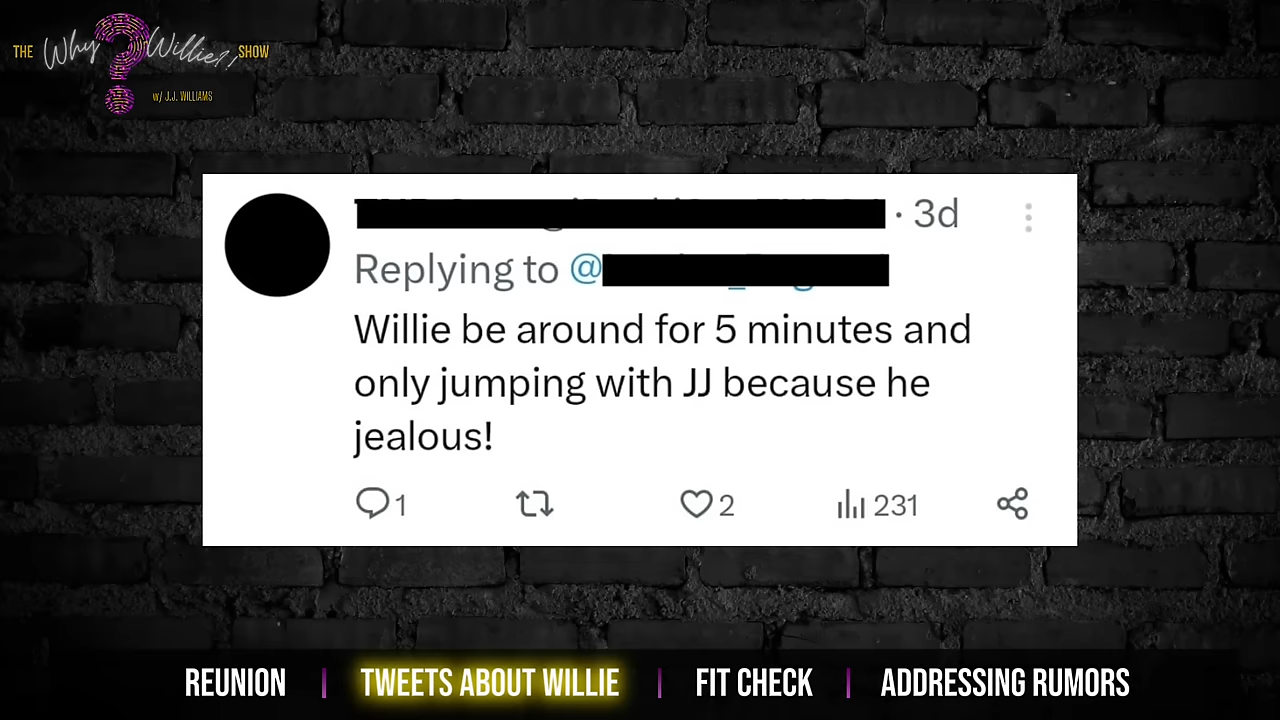 THE Why Willie?! SHOW
w/ J.J. WILLIAMS
· 3d
Replying to @
Willie be around for 5 minutes and
only jumping with JJ because he
jealous!
1 2 231
REUNION | TWEETS ABOUT WILLIE | FIT CHECK | ADDRESSING RUMORS